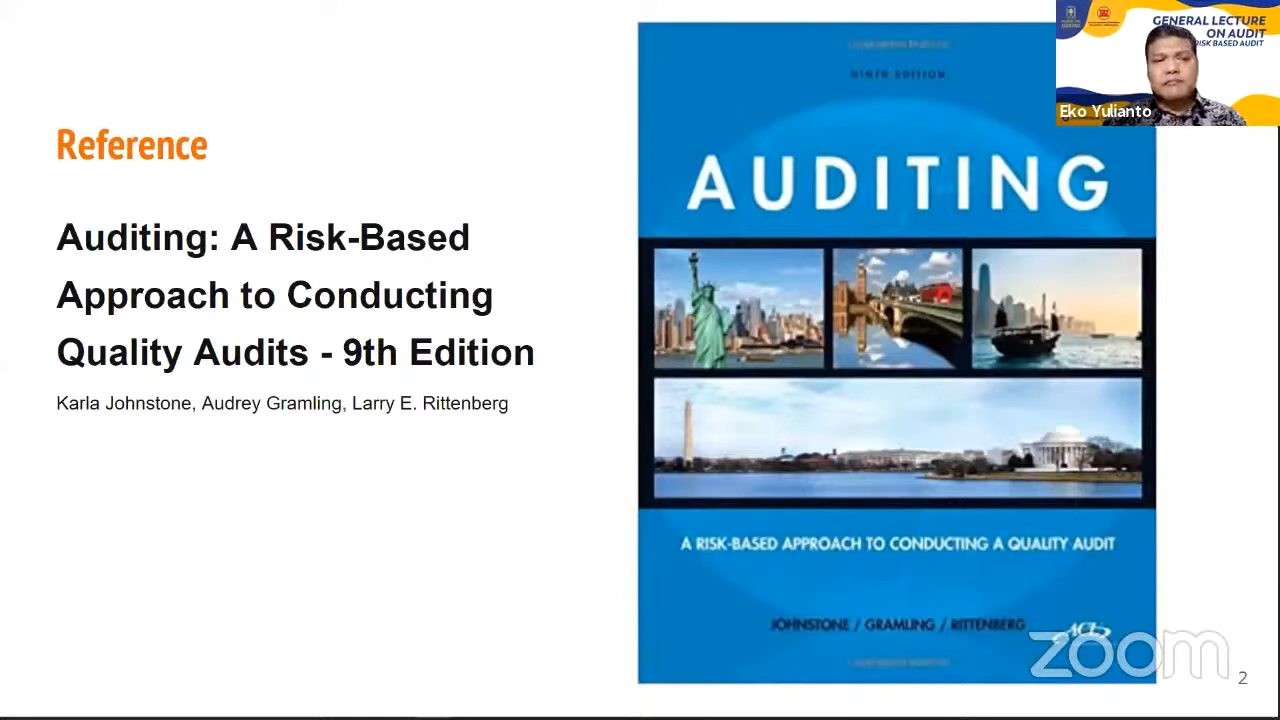 Reference
Auditing: A Risk-Based
Approach to Conducting
Quality Audits - 9th Edition
Karla Johnstone, Audrey Gramling, Larry E. Rittenberg
NINTH EDITION
AUDITING
A RISK-BASED APPROACH TO CONDUCTING A QUALITY AUDIT
JOHNSTONE / GRAMLING / RITTENBERG
ACL
GENERAL LECTURE
ON AUDIT
RISK BASED AUDIT
Eko Yulianto
zoom
2